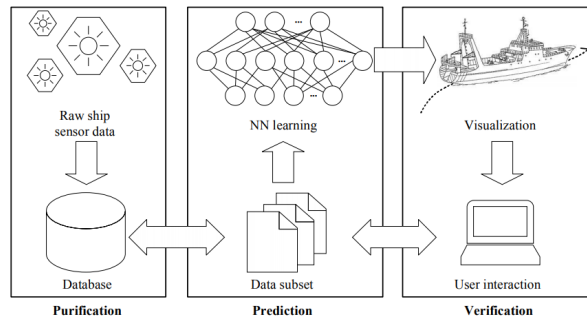 Raw ship
sensor data
Database
Purification
...
...
...
NN learning
Data subset
Prediction
Visualization
User interaction
Verification